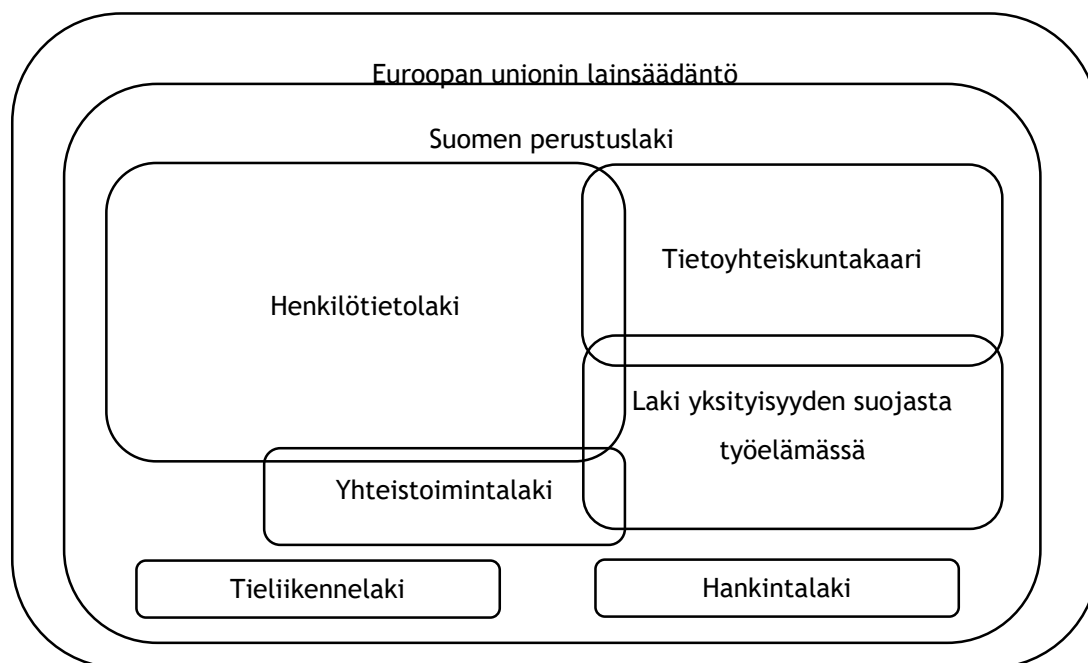 Euroopan unionin lainsäädäntö
Suomen perustuslaki
Henkilötietolaki
Tietoyhteiskuntakaari
Laki yksityisyyden suojasta
työelämässä
Yhteistoimintalaki
Tieliikennelaki
Hankintalaki